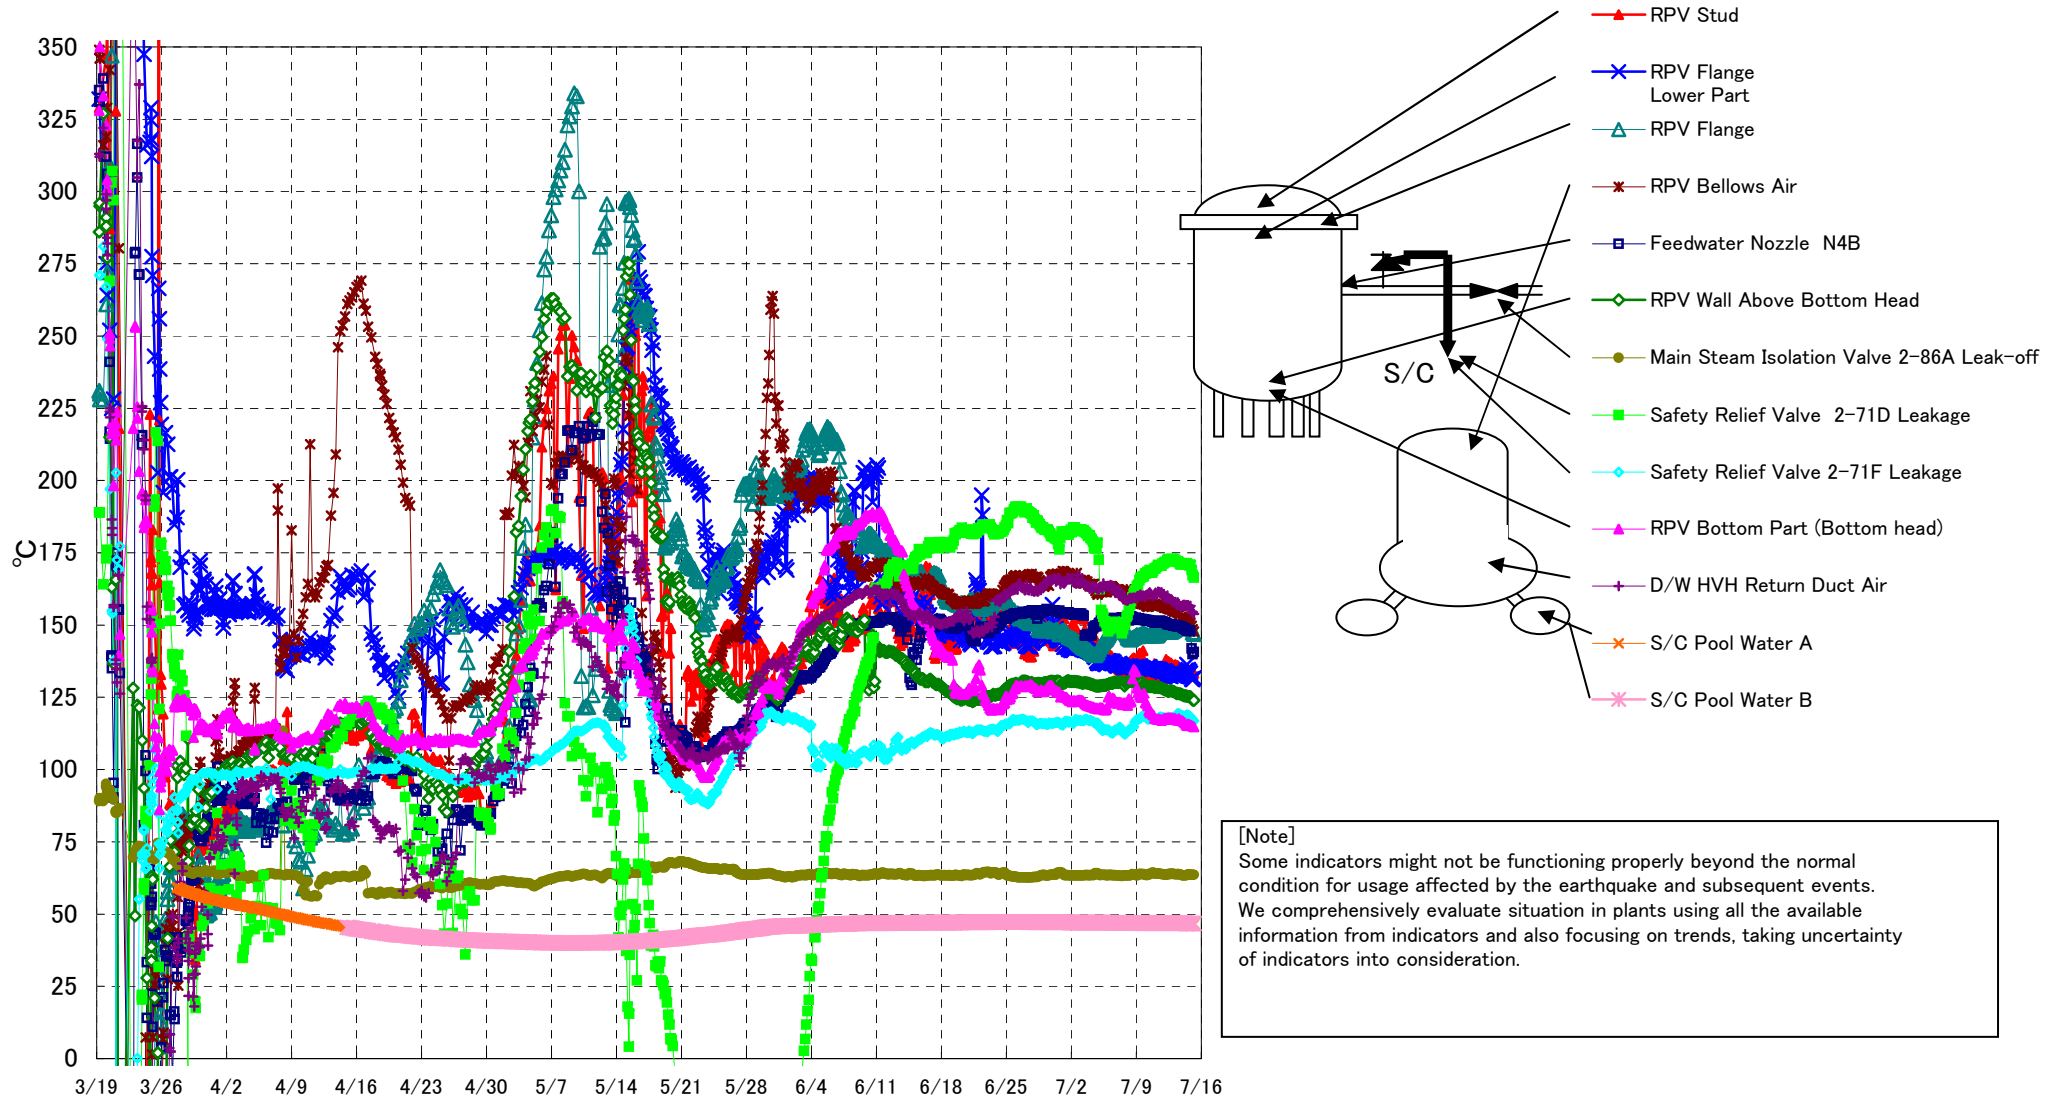 350
325
300
275
250
225
200
175
150
125
100
75
50
25
0
℃
3/19 3/26 4/2 4/9 4/16 4/23 4/30 5/7 5/14 5/21 5/28 6/4 6/11 6/18 6/25 7/2 7/9 7/16
RPV Stud
RPV Flange
Lower Part
RPV Flange
RPV Bellows Air
Feedwater Nozzle N4B
RPV Wall Above Bottom Head
Main Steam Isolation Valve 2-86A Leak-off
Safety Relief Valve 2-71D Leakage
Safety Relief Valve 2-71F Leakage
RPV Bottom Part (Bottom head)
D/W HVH Return Duct Air
S/C Pool Water A
S/C Pool Water B
S/C
[Note]
Some indicators might not be functioning properly beyond the normal
condition for usage affected by the earthquake and subsequent events.
We comprehensively evaluate situation in plants using all the available
information from indicators and also focusing on trends, taking uncertainty
of indicators into consideration.